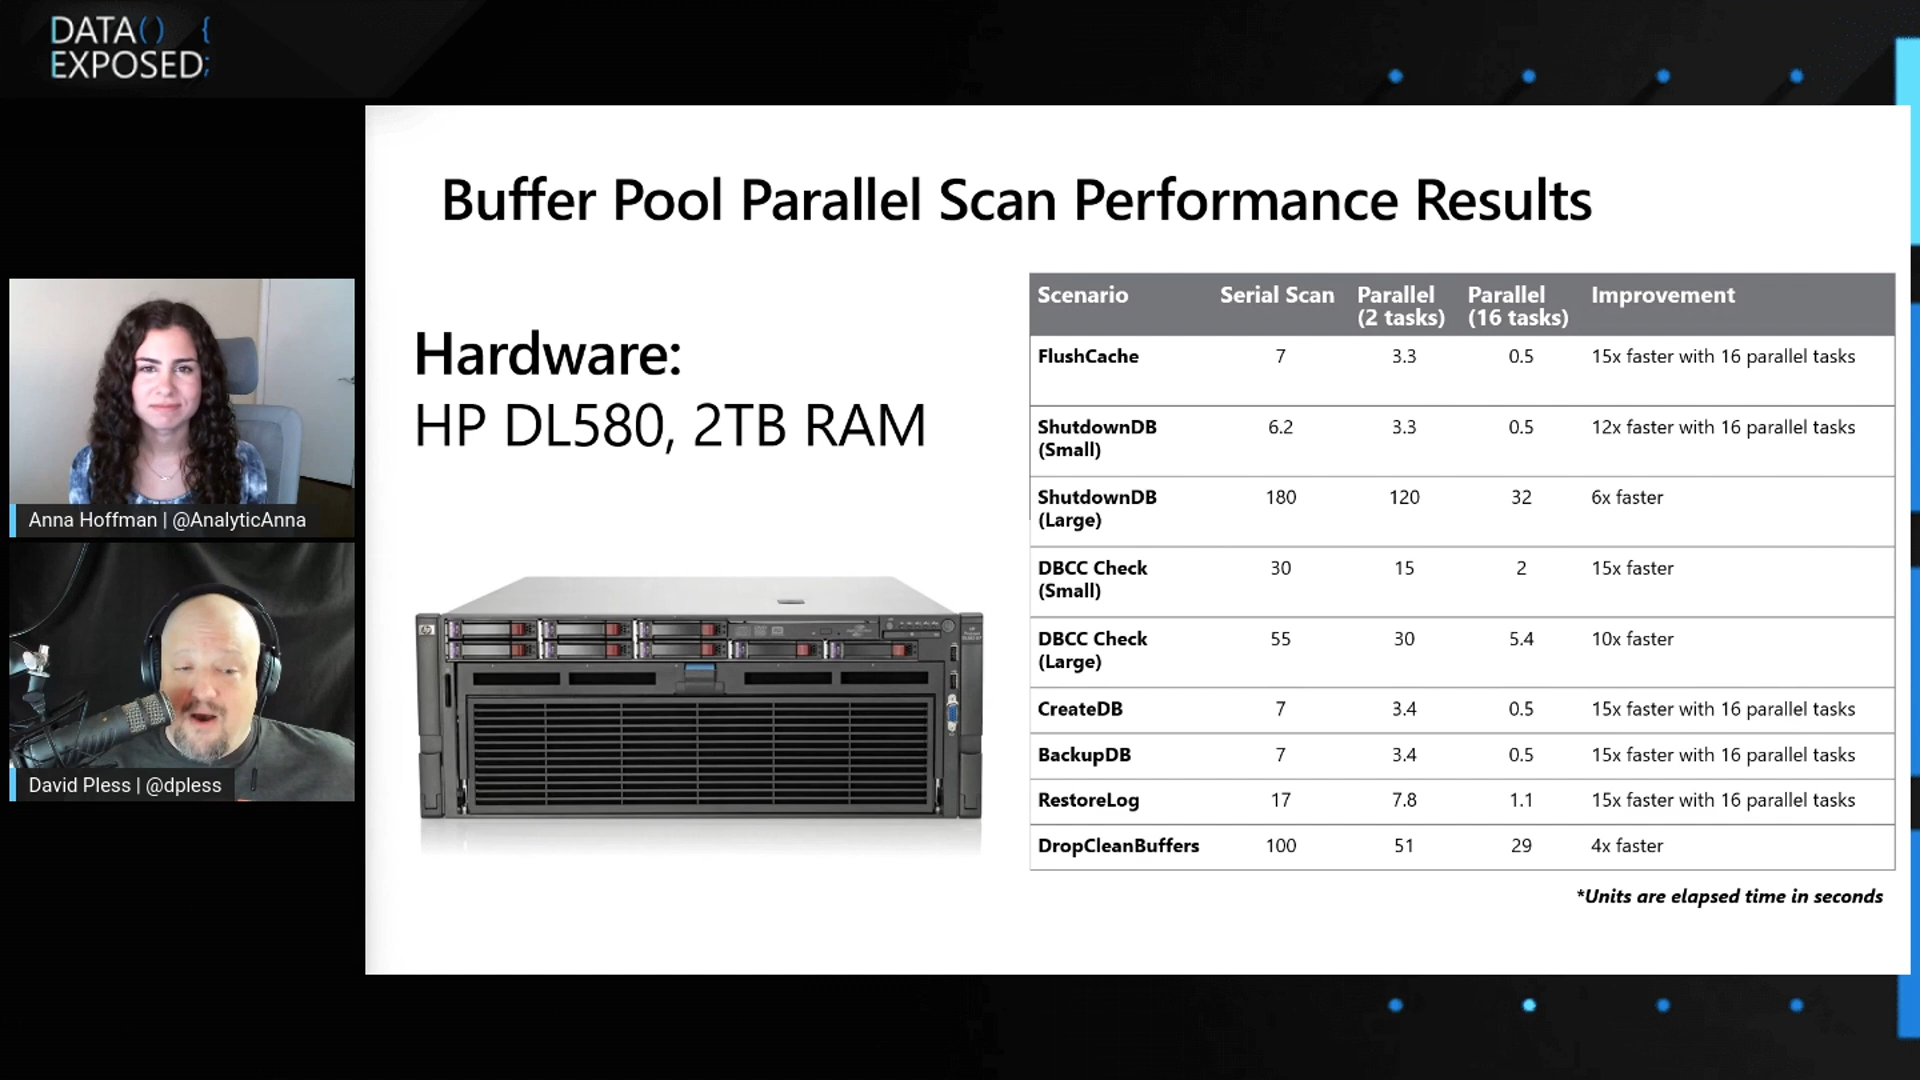 DATA() {
EXPOSED;
Buffer Pool Parallel Scan Performance Results
Hardware:
HP DL580, 2TB RAM
Anna Hoffman | @AnalyticAnna
David Pless | @dpless
Scenario Serial Scan Parallel (2 tasks) Parallel (16 tasks) Improvement
FlushCache 7 3.3 0.5 15x faster with 16 parallel tasks
ShutdownDB (Small) 6.2 3.3 0.5 12x faster with 16 parallel tasks
ShutdownDB (Large) 180 120 32 6x faster
DBCC Check (Small) 30 15 2 15x faster
DBCC Check (Large) 55 30 5.4 10x faster
CreateDB 7 3.4 0.5 15x faster with 16 parallel tasks
BackupDB 7 3.4 0.5 15x faster with 16 parallel tasks
RestoreLog 17 7.8 1.1 15x faster with 16 parallel tasks
DropCleanBuffers 100 51 29 4x faster
*Units are elapsed time in seconds